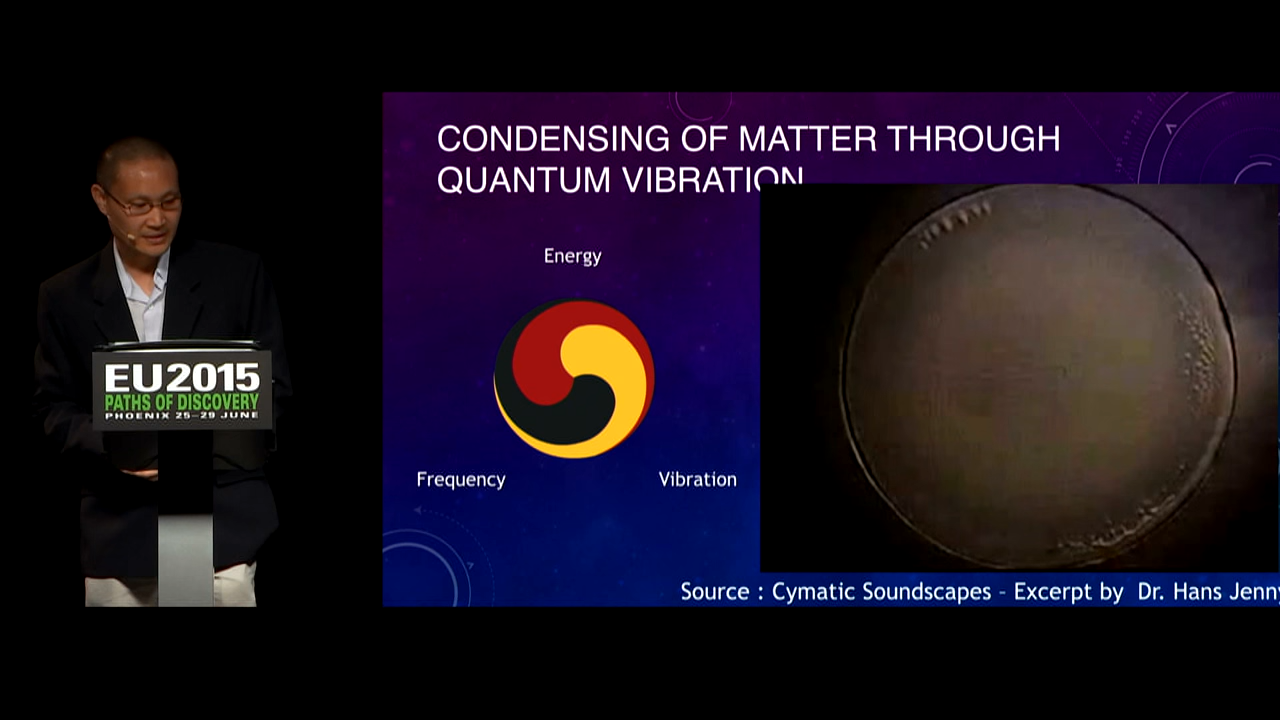 EU2015
PATHS OF DISCOVERY
PHOENIX 25-29 JUNE
CONDENSING OF MATTER THROUGH
QUANTUM VIBRATION
Energy
Frequency
Vibration
Source : Cymatic Soundscapes - Excerpt by Dr. Hans Jenny